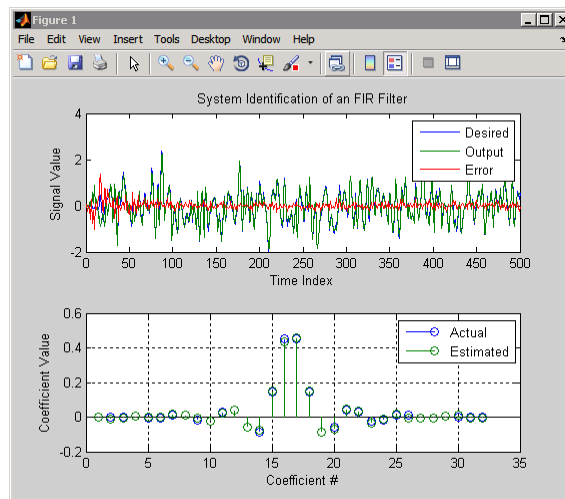 Figure 1
File Edit View Insert Tools Desktop Window Help
System Identification of an FIR Filter
4
2
0
-2
Signal Value
Desired
Output
Error
0 50 100 150 200 250 300 350 400 450 500
Time Index
0.6
0.4
0.2
0
-0.2
Coefficient Value
Actual
Estimated
0 5 10 15 20 25 30 35
Coefficient #